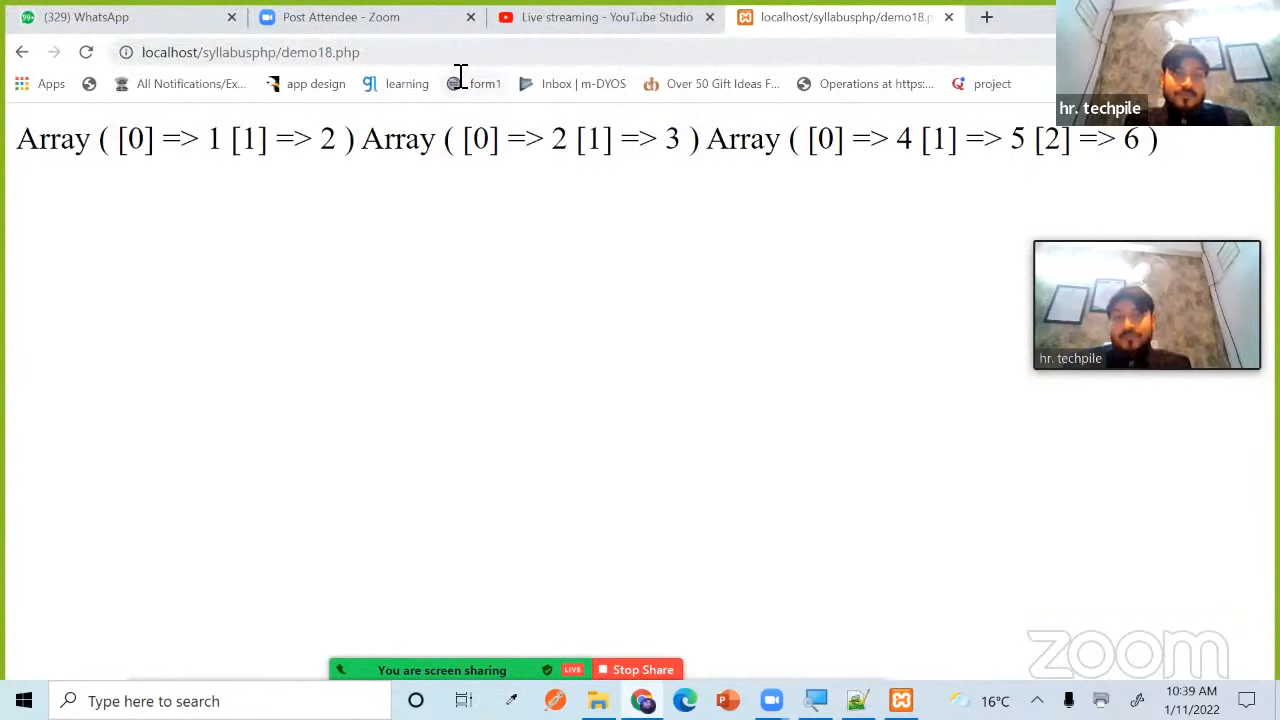 (329) WhatsApp
Post Attendee - Zoom
Live streaming - YouTube Studio
localhost/syllabusphp/demo18.p
localhost/syllabusphp/demo18.php
Apps
All Notifications/Ex...
app design
gl learning
form1
Inbox | m-DYOS
Over 50 Gift Ideas F...
Operations at https:...
project
hr. techpile
Array ( [0] => 1 [1] => 2 ) Array ( [0] => 2 [1] => 3 ) Array ( [0] => 4 [1] => 5 [2] => 6 )
hr. techpile
zoom
You are screen sharing
LIVE
Stop Share
Type here to search
16°C
10:39 AM
1/11/2022